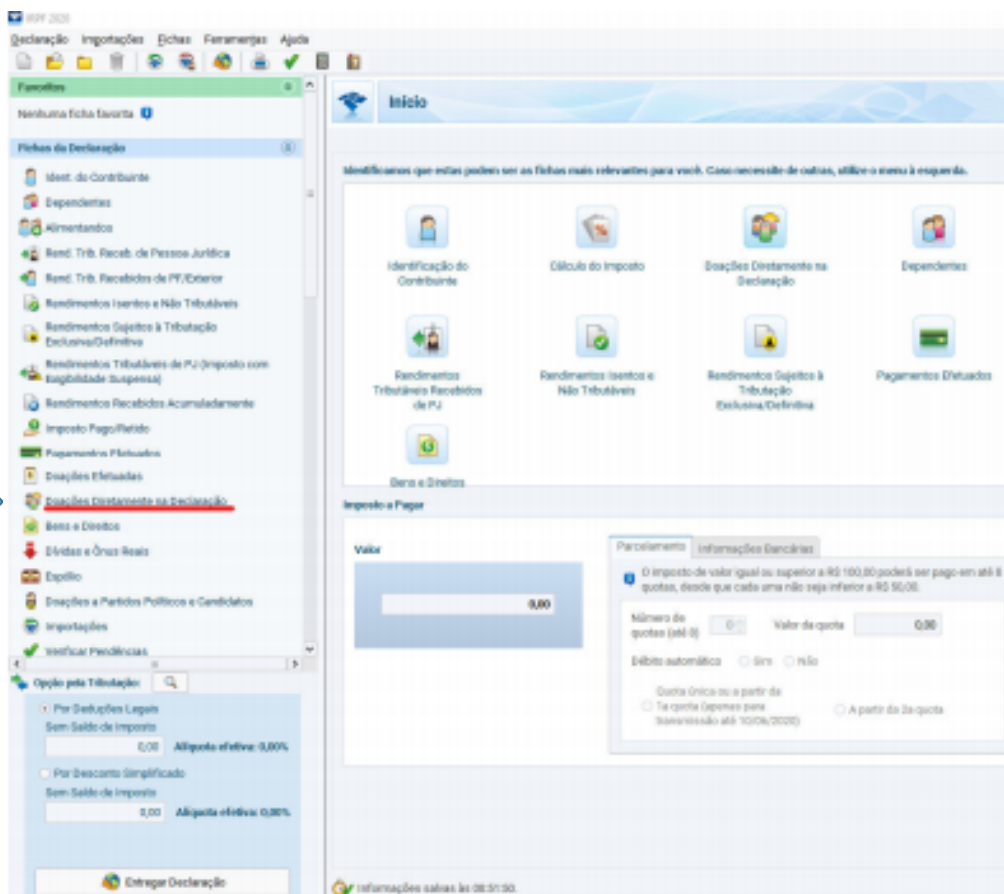 IRPF 2020
Declaração Importações Fichas Ferramentas Ajuda
Favoritos
Nenhuma ficha favorita
Fichas da Declaração
Ident. do Contribuinte
Dependentes
Alimentandos
Rend. Trib. Receb. de Pessoa Jurídica
Rend. Trib. Recebidos de PF/Exterior
Rendimentos Isentos e Não Tributáveis
Rendimentos Sujeitos à Tributação
Exclusiva/Definitiva
Rendimentos Tributáveis de PJ (Imposto com
Exigibilidade Suspensa)
Rendimentos Recebidos Acumuladamente
Imposto Pago/Retido
Pagamentos Efetuados
Doações Efetuadas
Doações Diretamente na Declaração
Bens e Direitos
Dívidas e Ônus Reais
Espólio
Doações a Partidos Políticos e Candidatos
Importações
Verificar Pendências
Opção pela Tributação:
Por Deduções Legais
Sem Saldo de Imposto
0,00 Alíquota efetiva: 0,00%
Por Desconto Simplificado
Sem Saldo de Imposto
0,00 Alíquota efetiva: 0,00%
Entregar Declaração
Início
Identificamos que estas podem ser as fichas mais relevantes para você. Caso necessite de outras, utilize o menu à esquerda.
Identificação do
Contribuinte
Cálculo do Imposto
Doações Diretamente na
Declaração
Dependentes
Rendimentos
Tributáveis Recebidos
de PJ
Rendimentos Isentos e
Não Tributáveis
Rendimentos Sujeitos à
Tributação
Exclusiva/Definitiva
Pagamentos Efetuados
Bens e Direitos
Imposto a Pagar
Valor
0,00
Parcelamento Informações Bancárias
O imposto de valor igual ou superior a R$ 100,00 poderá ser pago em até 8
quotas, desde que cada uma não seja inferior a R$ 50,00.
Número de
quotas (até 8)
0
Valor da quota 0,00
Débito automático Sim Não
Quota única ou a partir da
1a quota (apenas para
transmissão até 10/06/2020)
A partir da 2a quota
Informações salvas às 08:51:50.